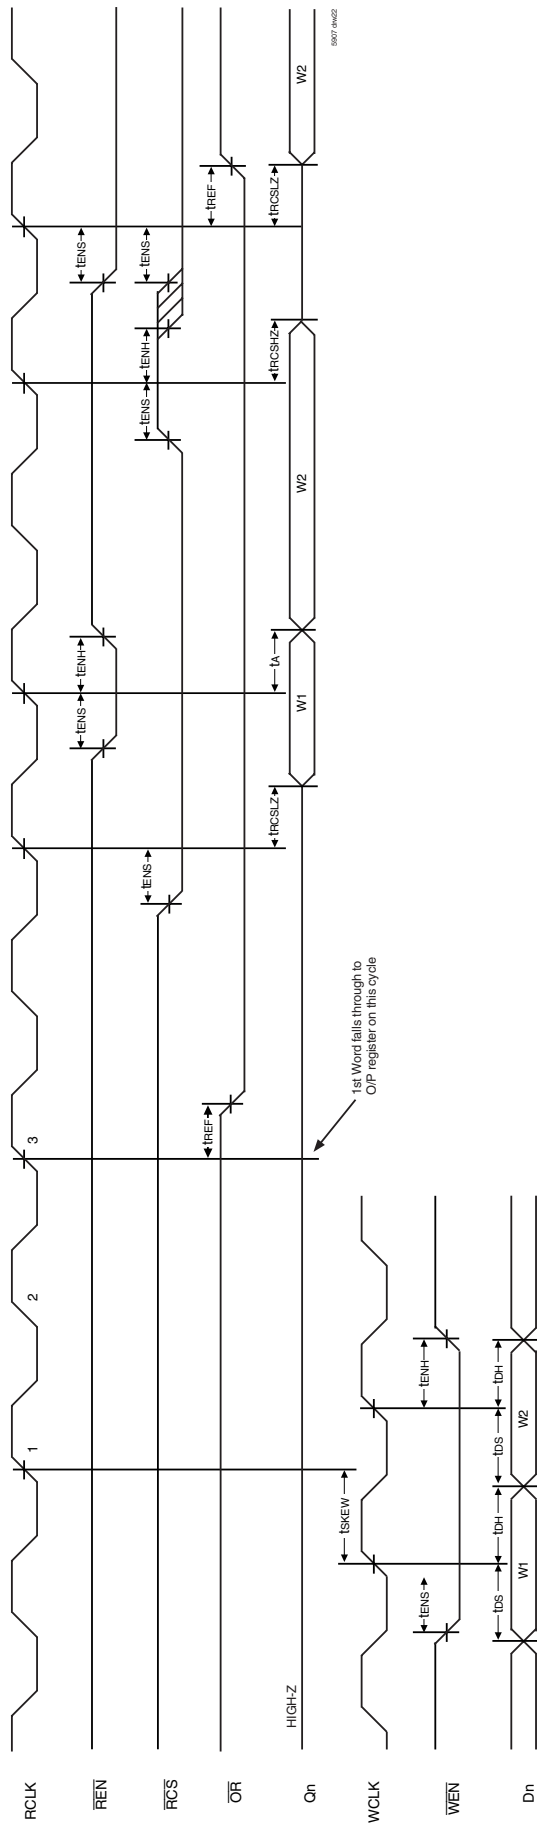 RCLK
1
2
3
REN
tENS
tENH
tENS
RCS
tENS
tENS
tENH
tENS
OR
tREF
tREF
Qn
HIGH-Z
tRCSLZ
W1
tA
W2
tRCSHZ
tRCSLZ
W2
1st Word falls through to
O/P register on this cycle
tSKEW
WCLK
WEN
tENS
tENH
Dn
tDS
tDH
tDS
tDH
W1
W2
5907 drw22